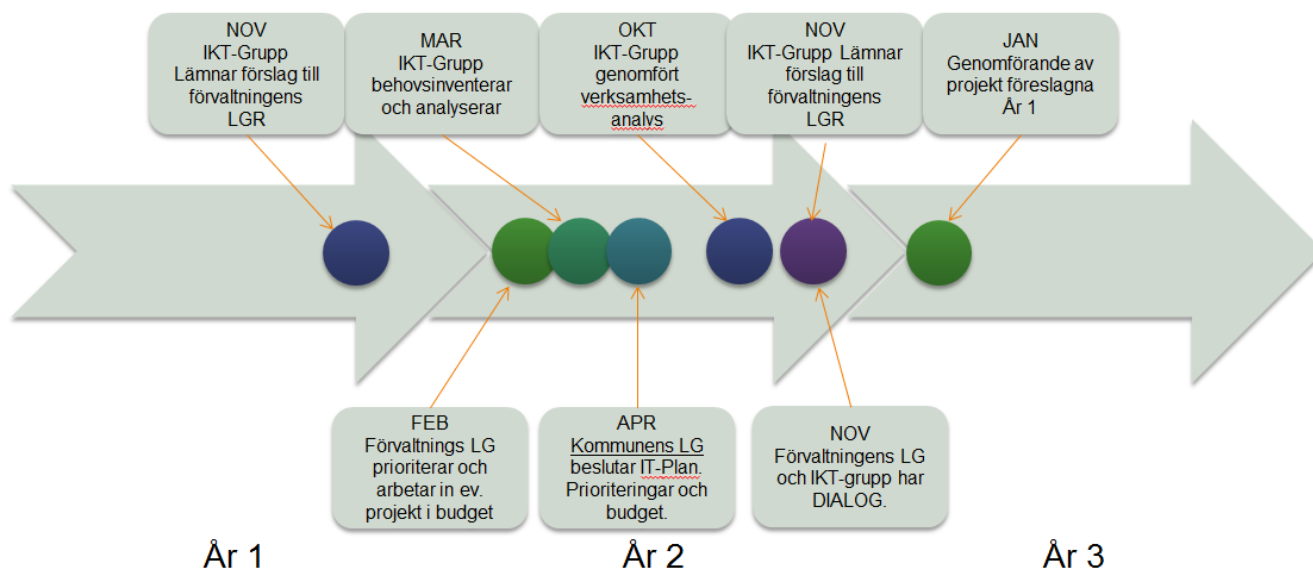 NOV
IKT-Grupp
Lämnar förslag till
förvaltningens
LGR
MAR
IKT-Grupp
behovsinventerar
och analyserar
OKT
IKT-Grupp
genomfört
verksamhets-
analys
NOV
IKT-Grupp Lämnar
förslag till
förvaltningens
LGR
JAN
Genomförande av
projekt föreslagna
År 1
FEB
Förvaltnings LG
prioriterar och
arbetar in ev.
projekt i budget
APR
Kommunens LG
beslutar IT-Plan.
Prioriteringar och
budget.
NOV
Förvaltningens LG
och IKT-grupp har
DIALOG.
År 1
År 2
År 3